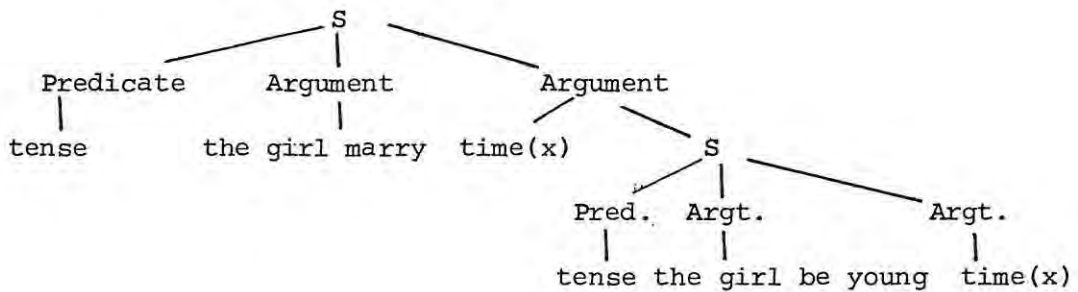 S
Predicate Argument Argument
tense the girl marry time(x) S
Pred. Argt. Argt.
tense the girl be young time(x)